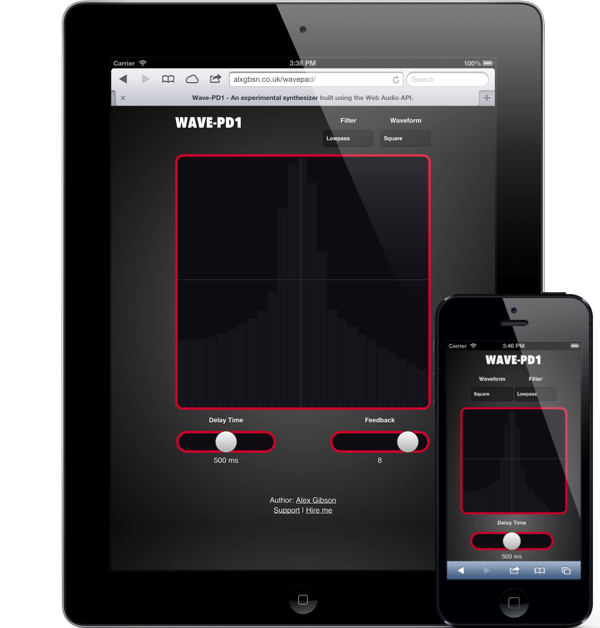 Carrier 3:38 PM 100%
alxgbsn.co.uk/wavepad/ Search
Wave-PD1 - An experimental synthesizer built using the Web Audio API.
WAVE-PD1
Filter Waveform
Lowpass Square
Delay Time Feedback
500 ms 8
Author: Alex Gibson
Support | Hire me
Carrier 3:46 PM
WAVE-PD1
Waveform Filter
Square Lowpass
Delay Time
500 ms